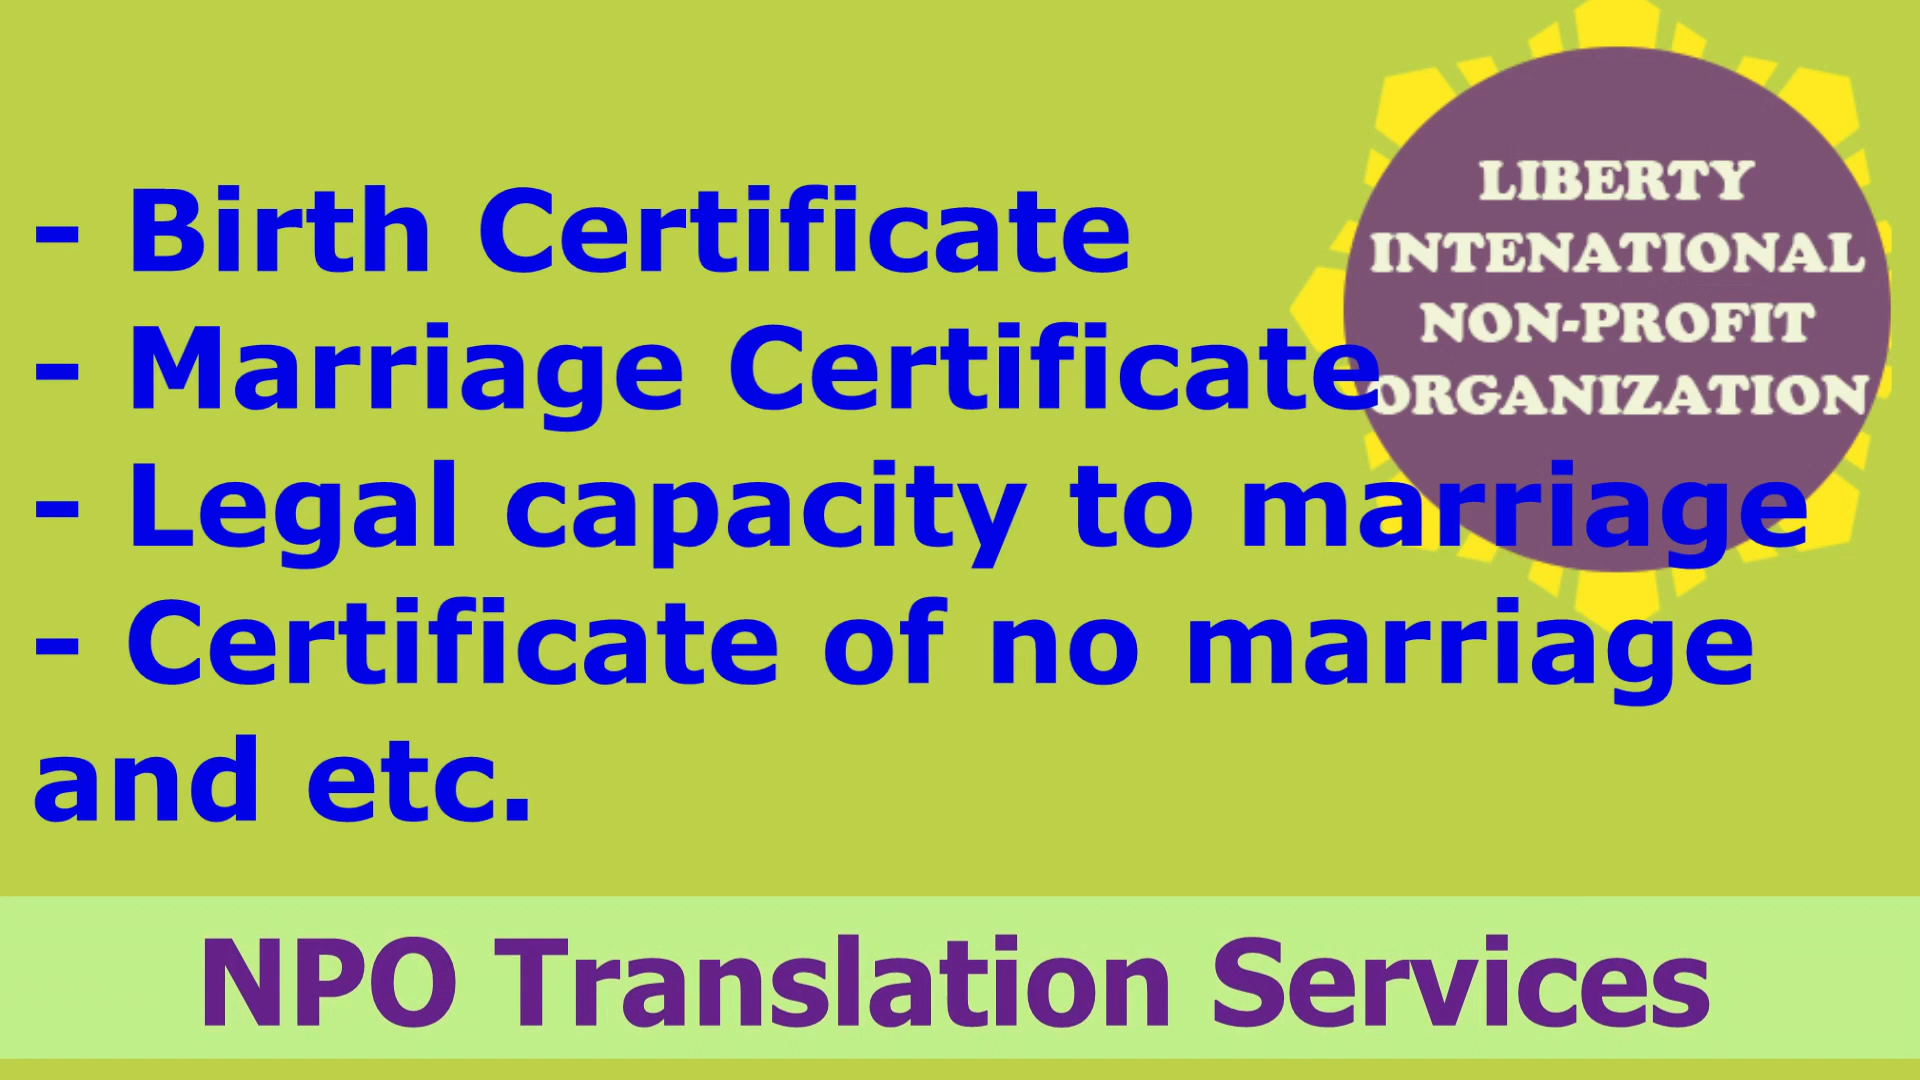 - Birth Certificate
- Marriage Certificate
- Legal capacity to marriage
- Certificate of no marriage
and etc.
LIBERTY
INTENATIONAL
NON-PROFIT
ORGANIZATION
NPO Translation Services